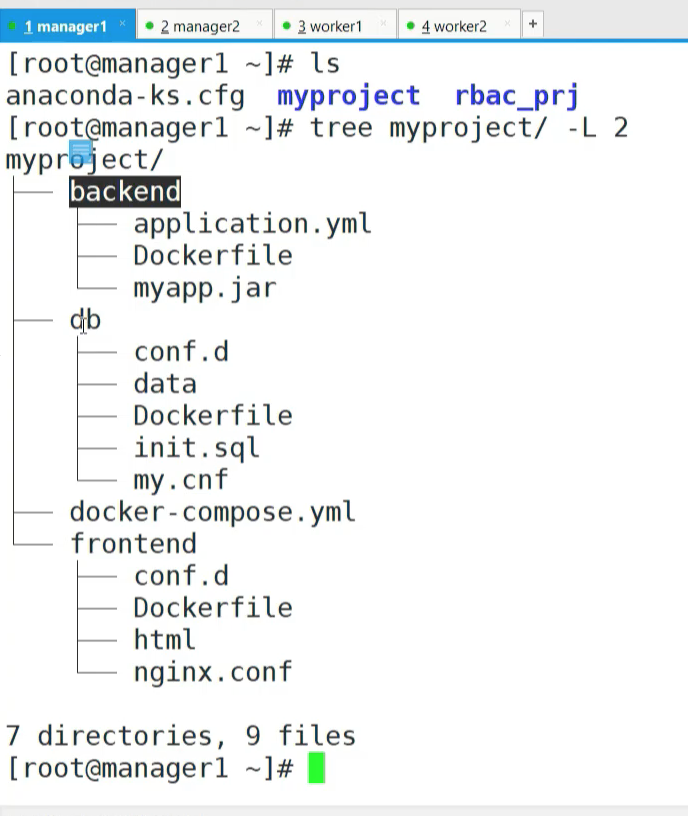 1 manager1 × 2 manager2 × 3 worker1 × 4 worker2 × +
[root@manager1 ~]# ls
anaconda-ks.cfg  myproject  rbac_prj
[root@manager1 ~]# tree myproject/ -L 2
myproject/
├── backend
│   ├── application.yml
│   ├── Dockerfile
│   └── myapp.jar
├── db
│   ├── conf.d
│   ├── data
│   ├── Dockerfile
│   ├── init.sql
│   └── my.cnf
├── docker-compose.yml
└── frontend
    ├── conf.d
    ├── Dockerfile
    ├── html
    └── nginx.conf
7 directories, 9 files
[root@manager1 ~]#